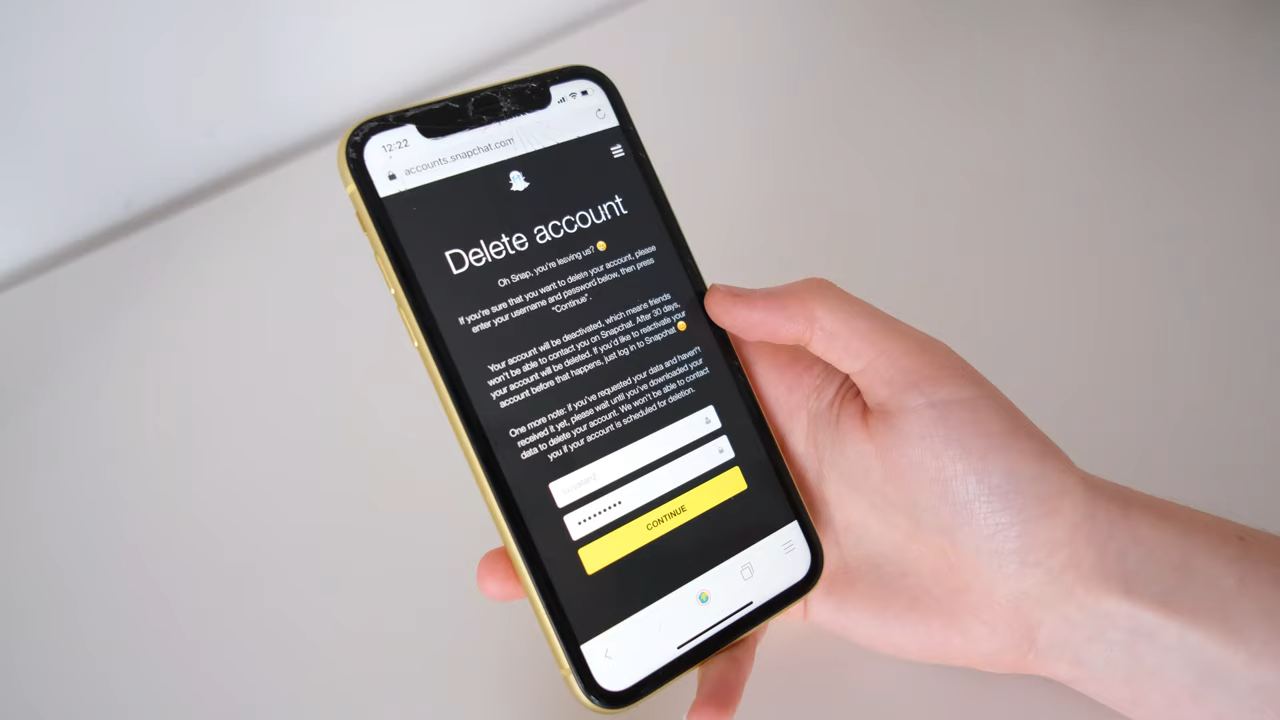 12:22
accounts.snapchat.com
Delete account
Oh Snap, you're leaving us? 😢
If you're sure that you want to delete your account, please
enter your username and password below, then press
"Continue".
Your account will be deactivated, which means friends
won't be able to contact you on Snapchat. After 30 days,
your account will be deleted. If you'd like to reactivate your
account before that happens, just log in to Snapchat 😊
One more note: if you've requested your data and haven't
received it yet, please wait until you've downloaded your
data to delete your account. We won't be able to contact
you if your account is scheduled for deletion.
•••••••••
CONTINUE